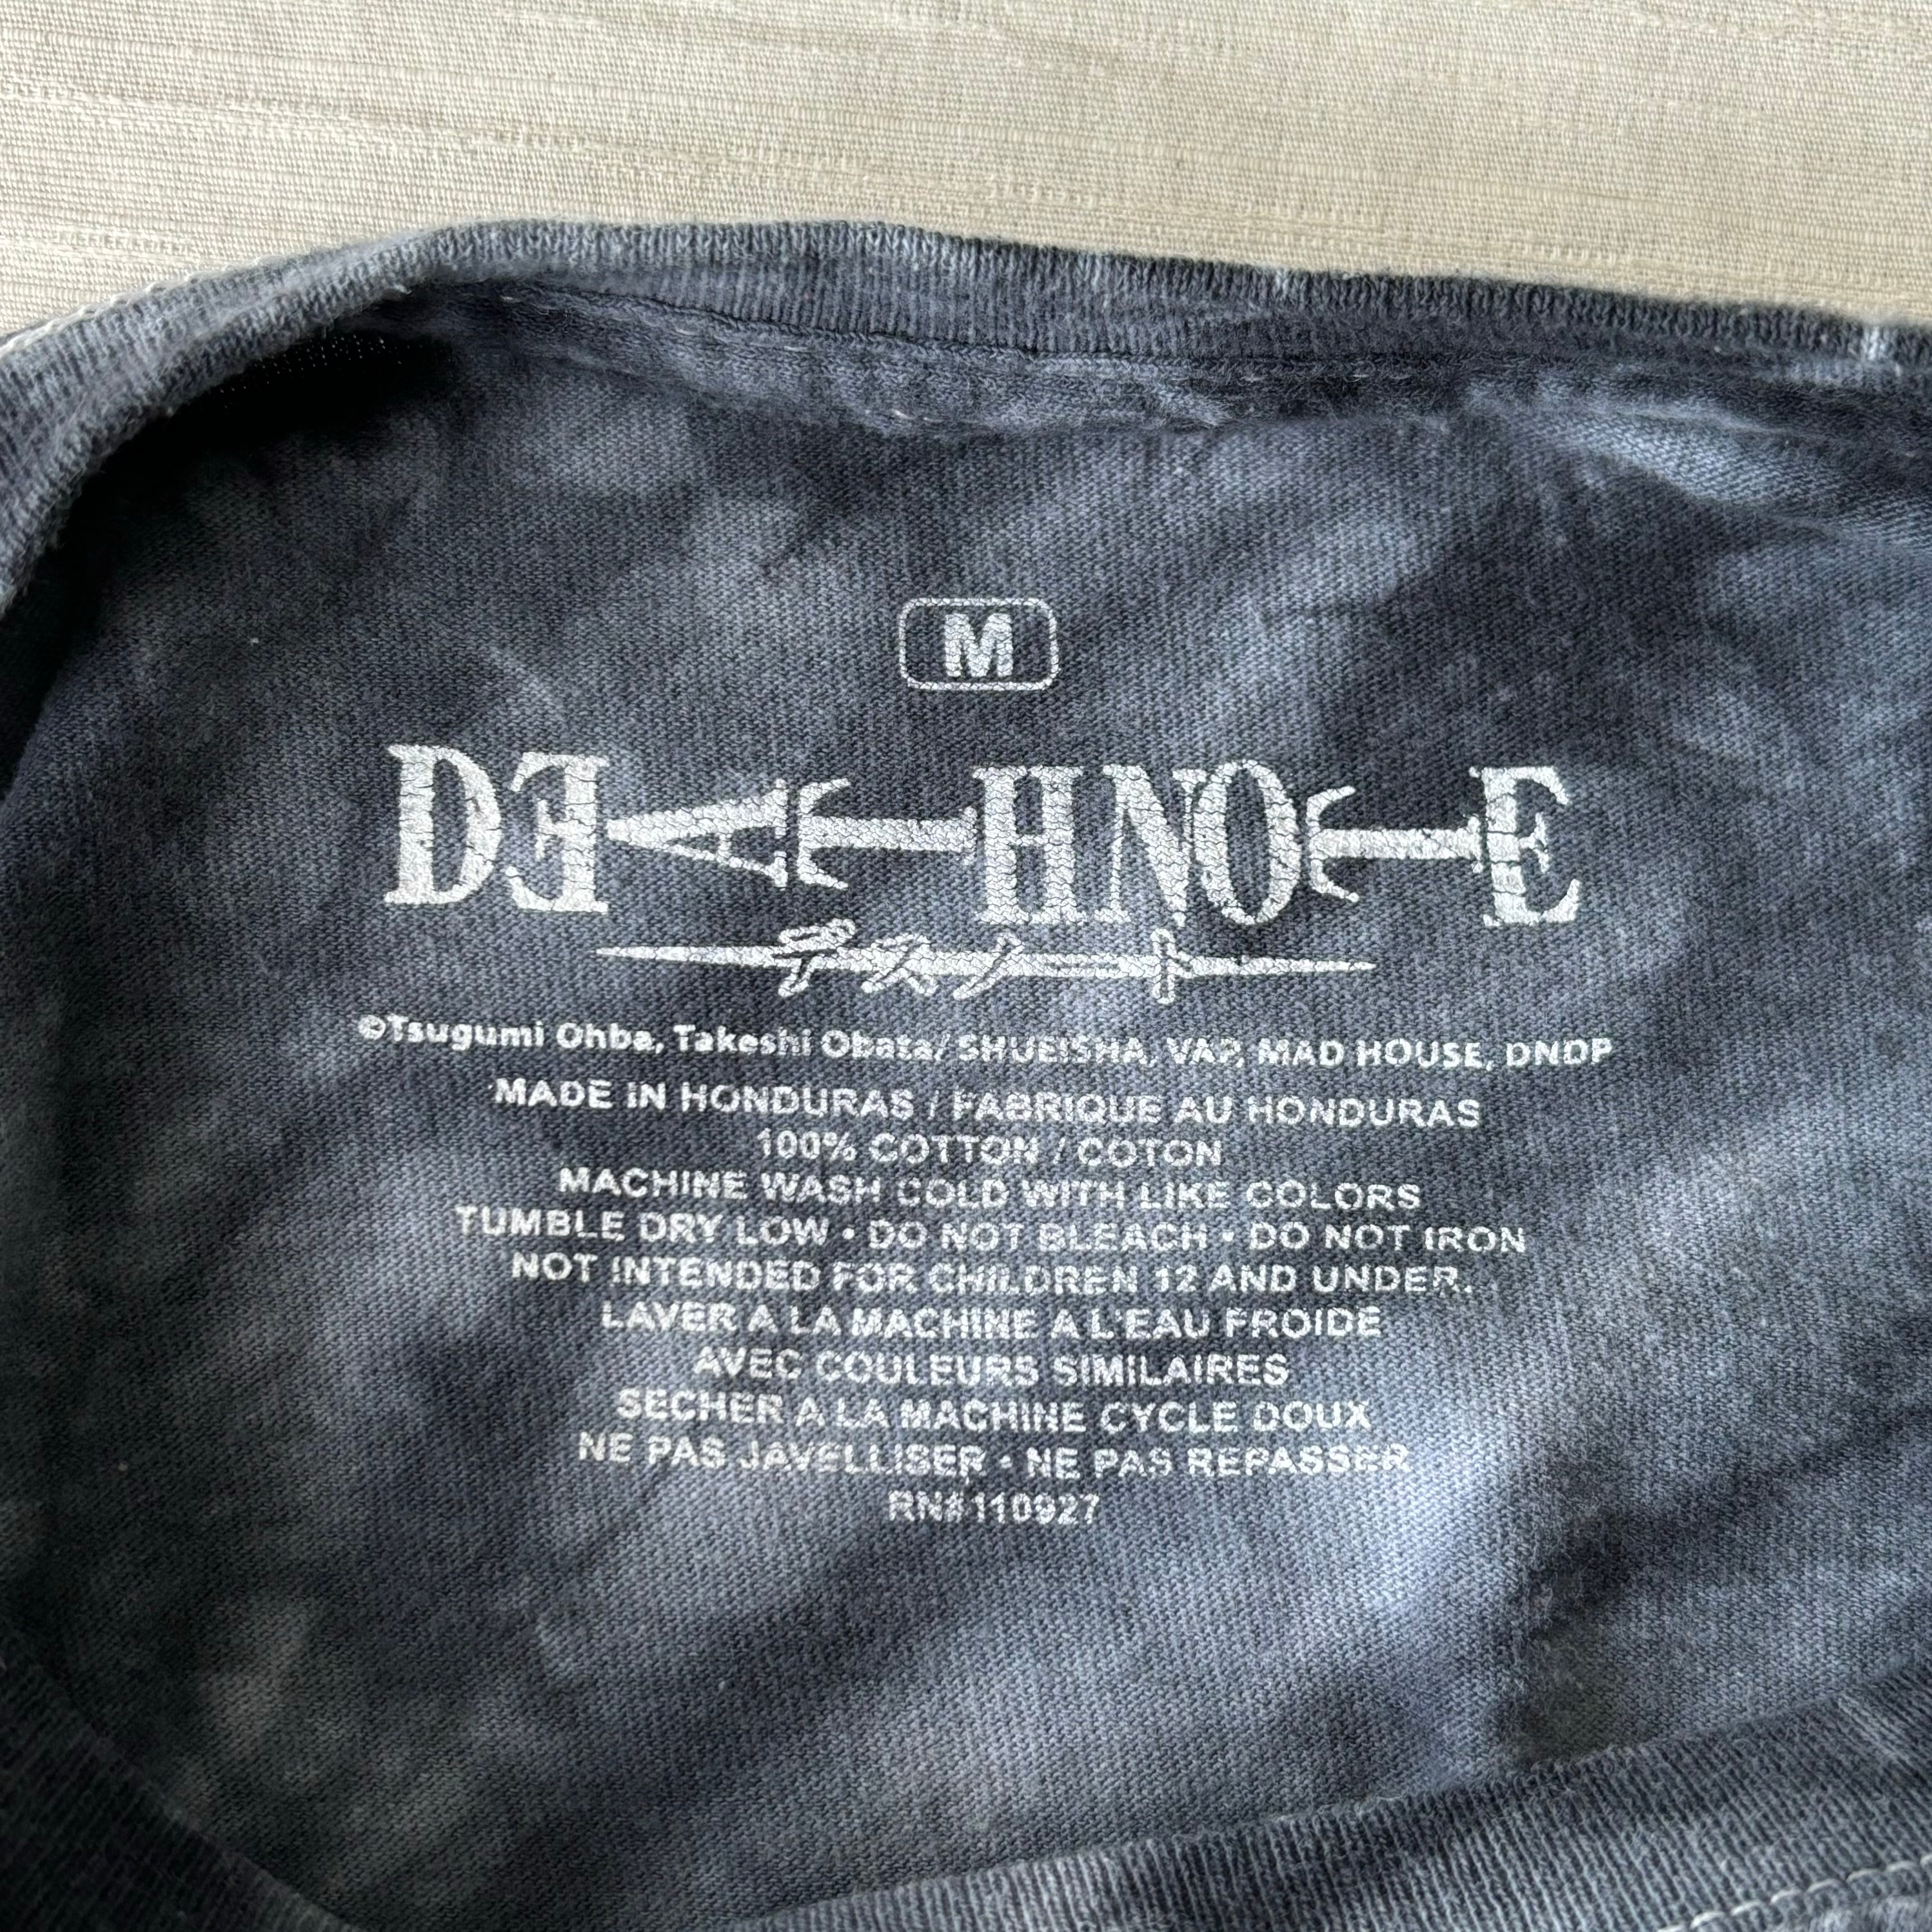 M
DEATH NOTE
デスノート
©Tsugumi Ohba, Takeshi Obata/ SHUEISHA, VAP, MAD HOUSE, DNDP
MADE IN HONDURAS / FABRIQUE AU HONDURAS
100% COTTON / COTON
MACHINE WASH COLD WITH LIKE COLORS
TUMBLE DRY LOW • DO NOT BLEACH • DO NOT IRON
NOT INTENDED FOR CHILDREN 12 AND UNDER.
LAVER A LA MACHINE A L'EAU FROIDE
AVEC COULEURS SIMILAIRES
SECHER A LA MACHINE CYCLE DOUX
NE PAS JAVELLISER • NE PAS REPASSER
RN#110927